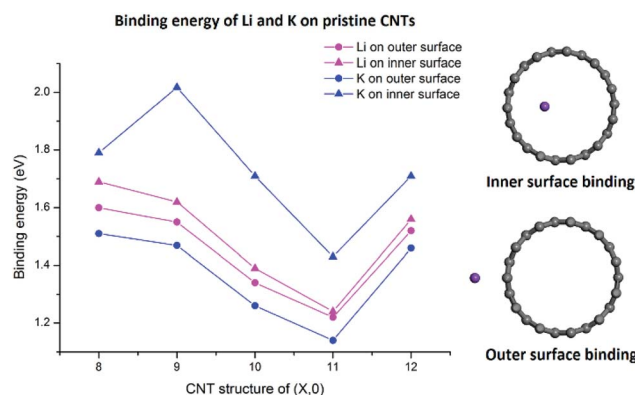 Binding energy of Li and K on pristine CNTs
Li on outer surface
Li on inner surface
K on outer surface
K on inner surface
2.0
1.8
1.6
1.4
1.2
Binding energy (eV)
8
9
10
11
12
CNT structure of (X,0)
Inner surface binding
Outer surface binding